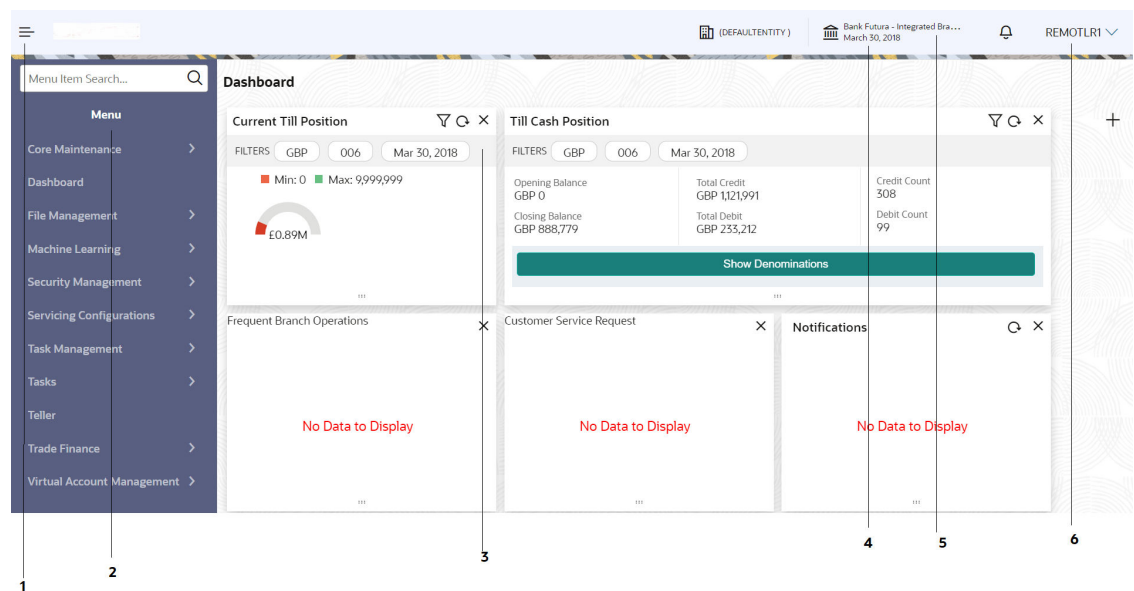 (DEFAULTENTITY )
Bank Futura - Integrated Bra...
March 30, 2018
REMOTLR1
Menu Item Search...
Menu
Core Maintenance
Dashboard
File Management
Machine Learning
Security Management
Servicing Configurations
Task Management
Tasks
Teller
Trade Finance
Virtual Account Management
Dashboard
Current Till Position
FILTERS GBP 006 Mar 30, 2018
Min: 0 Max: 9,999,999
£0.89M
Till Cash Position
FILTERS GBP 006 Mar 30, 2018
Opening Balance
GBP 0
Closing Balance
GBP 888,779
Total Credit
GBP 1,121,991
Total Debit
GBP 233,212
Credit Count
308
Debit Count
99
Show Denominations
Frequent Branch Operations
No Data to Display
Customer Service Request
No Data to Display
Notifications
No Data to Display
1
2
3
4
5
6